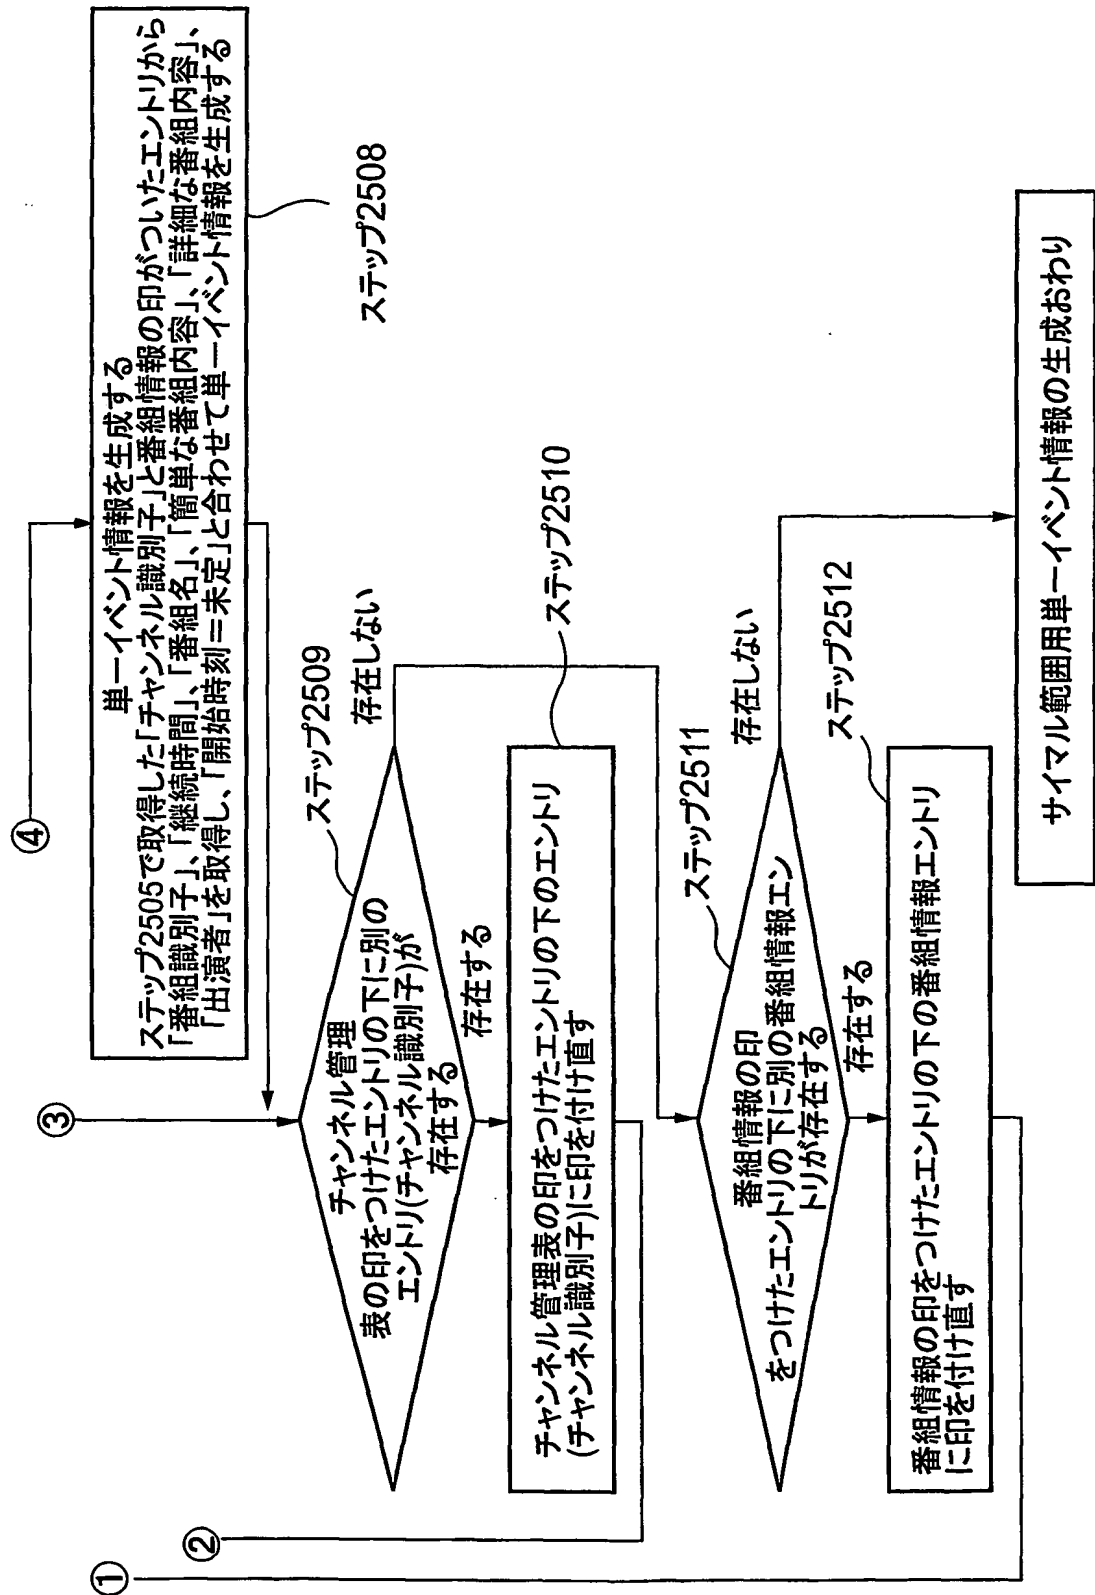 ④
単一イベント情報を生成する
ステップ2505で取得した「チャンネル識別子」と番組情報の印がついたエントリから
「番組識別子」、「継続時間」、「番組名」、「簡単な番組内容」、「詳細な番組内容」、
「出演者」を取得し、「開始時刻=未定」と合わせて単一イベント情報を生成する
ステップ2508
③
チャンネル管理
表の印をつけたエントリの下に別の
エントリ(チャンネル識別子)が
存在する
ステップ2509
存在しない
存在する
チャンネル管理表の印をつけたエントリの下のエントリ
(チャンネル識別子)に印を付け直す
ステップ2510
②
番組情報の印
をつけたエントリの下に別の番組情報エン
トリが存在する
ステップ2511
存在しない
存在する
番組情報の印をつけたエントリの下の番組情報エントリ
に印を付け直す
ステップ2512
①
サイマル範囲用単一イベント情報の生成おわり